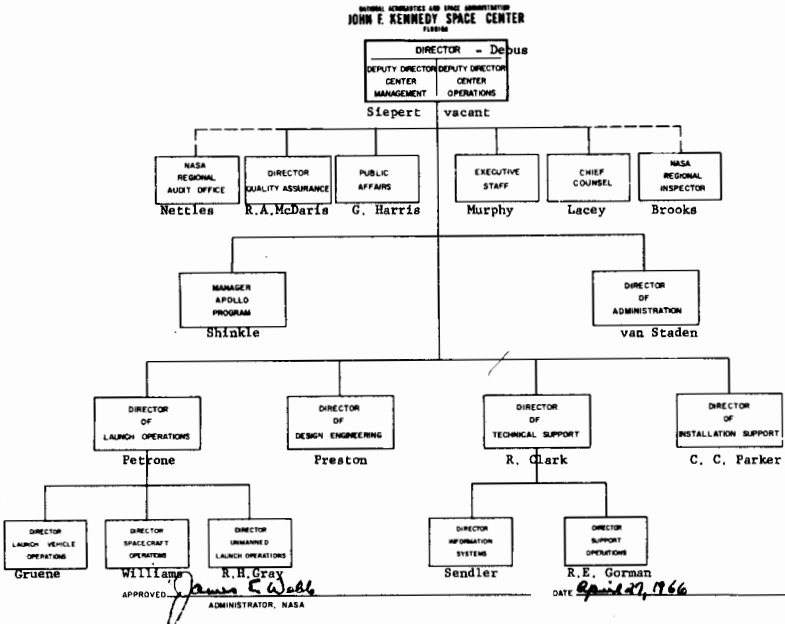 NATIONAL AERONAUTICS AND SPACE ADMINISTRATION
JOHN F. KENNEDY SPACE CENTER
FLORIDA
DIRECTOR - Debus
DEPUTY DIRECTOR CENTER MANAGEMENT
DEPUTY DIRECTOR CENTER OPERATIONS
Siepert vacant
NASA
REGIONAL
AUDIT OFFICE
Nettles
DIRECTOR
QUALITY ASSURANCE
R.A.McDaris
PUBLIC
AFFAIRS
G. Harris
EXECUTIVE
STAFF
Murphy
CHIEF
COUNSEL
Lacey
NASA
REGIONAL
INSPECTOR
Brooks
MANAGER
APOLLO
PROGRAM
Shinkle
DIRECTOR
OF
ADMINISTRATION
van Staden
DIRECTOR
OF
LAUNCH OPERATIONS
Petrone
DIRECTOR
OF
DESIGN ENGINEERING
Preston
DIRECTOR
OF
TECHNICAL SUPPORT
R. Clark
DIRECTOR
OF
INSTALLATION SUPPORT
C. C. Parker
DIRECTOR
LAUNCH VEHICLE
OPERATIONS
Gruene
DIRECTOR
SPACECRAFT
OPERATIONS
Williams
DIRECTOR
UNMANNED
LAUNCH OPERATIONS
R.H.Gray
DIRECTOR
INFORMATION
SYSTEMS
Sendler
DIRECTOR
SUPPORT
OPERATIONS
R.E. Gorman
APPROVED James E. Webb
ADMINISTRATOR, NASA
DATE April 27, 1966